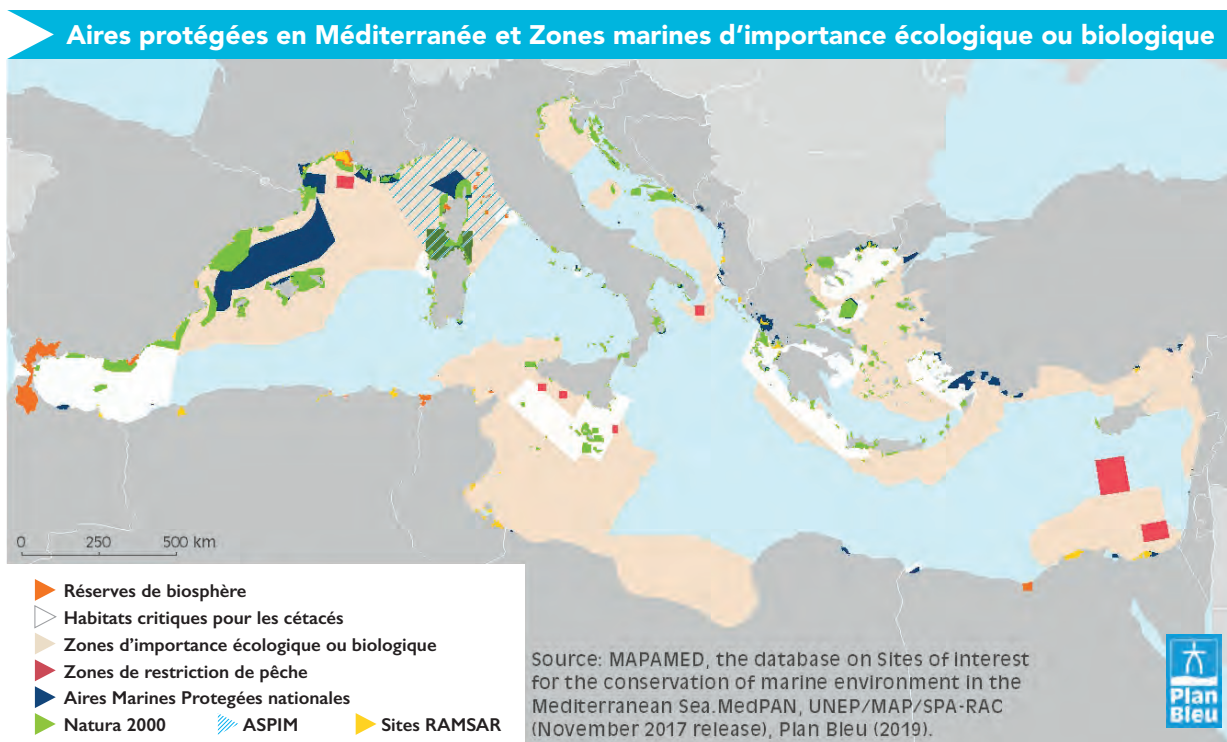 Aires protégées en Méditerranée et Zones marines d’importance écologique ou biologique
0 250 500 km
Réserves de biosphère
Habitats critiques pour les cétacés
Zones d’importance écologique ou biologique
Zones de restriction de pêche
Aires Marines Protegées nationales
Natura 2000 ASPIM Sites RAMSAR
Source: MAPAMED, the database on Sites of interest
for the conservation of marine environment in the
Mediterranean Sea.MedPAN, UNEP/MAP/SPA-RAC
(November 2017 release), Plan Bleu (2019).
Plan
Bleu